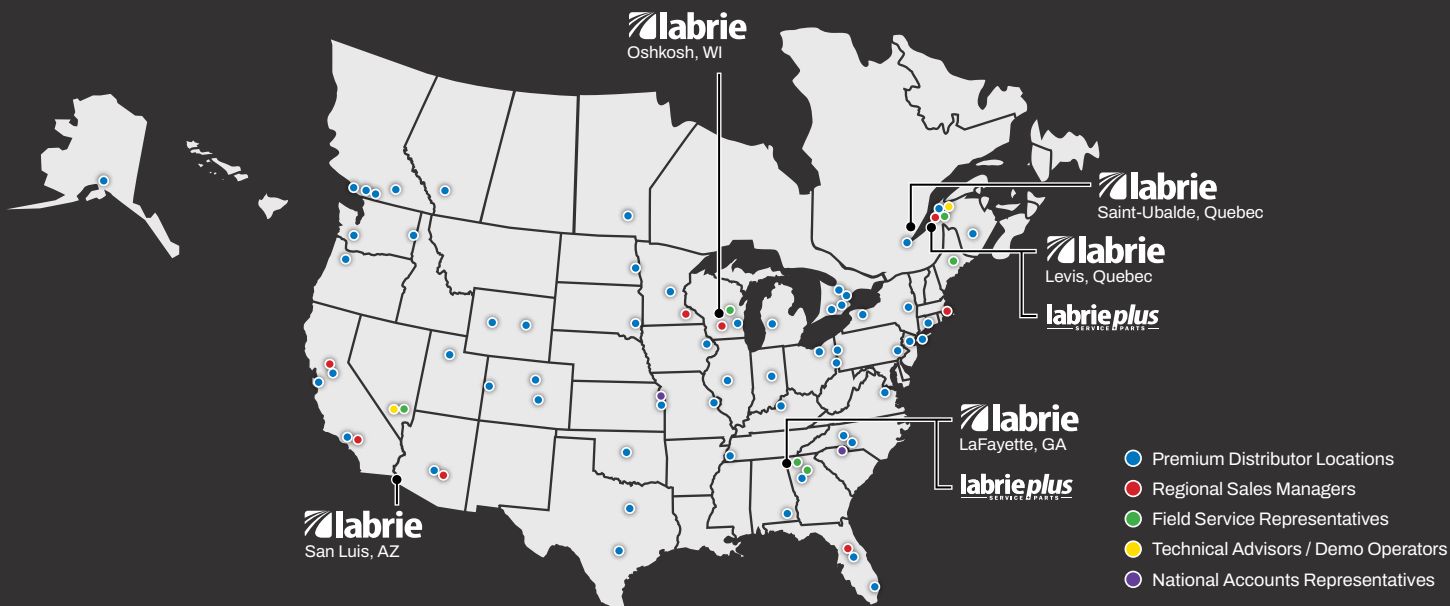 labrie
Oshkosh, WI
labrie
Saint-Ubalde, Quebec
labrie
Levis, Quebec
labrieplus
SERVICE & PARTS
labrie
LaFayette, GA
labrieplus
SERVICE & PARTS
labrie
San Luis, AZ
Premium Distributor Locations
Regional Sales Managers
Field Service Representatives
Technical Advisors / Demo Operators
National Accounts Representatives